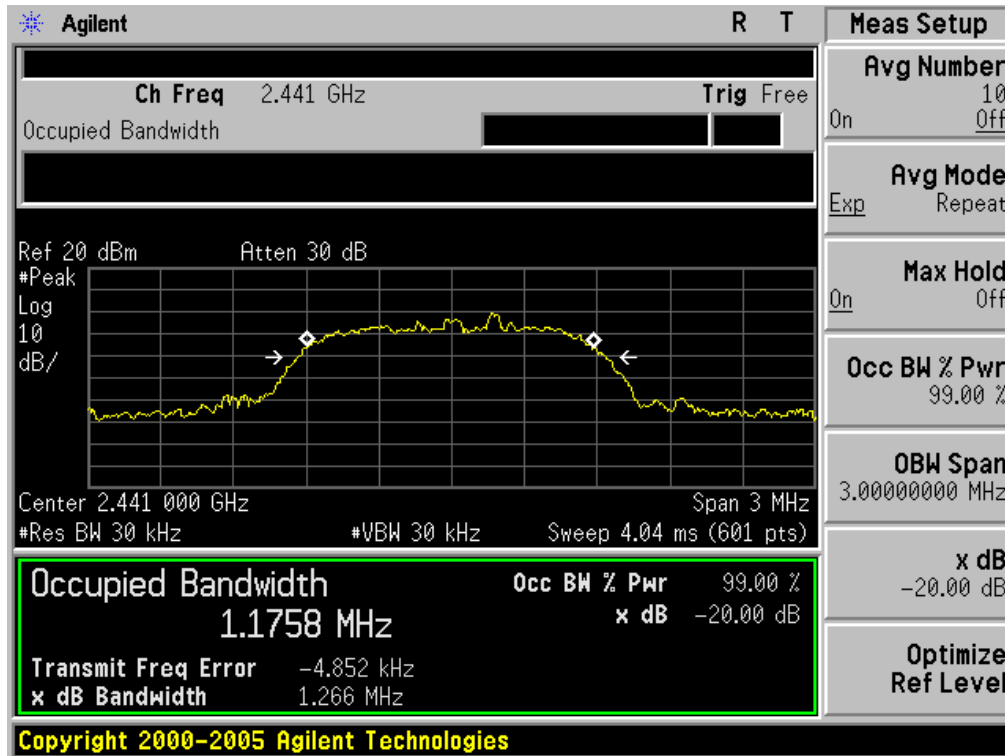 Agilent R T
Ch Freq 2.441 GHz Trig Free
Occupied Bandwidth
Ref 20 dBm Atten 30 dB
#Peak
Log
10
dB/
Center 2.441 000 GHz Span 3 MHz
#Res BW 30 kHz #VBW 30 kHz Sweep 4.04 ms (601 pts)
Occupied Bandwidth Occ BW % Pwr 99.00 %
1.1758 MHz x dB -20.00 dB
Transmit Freq Error -4.852 kHz
x dB Bandwidth 1.266 MHz
Copyright 2000-2005 Agilent Technologies
Meas Setup
Avg Number
10
On Off
Avg Mode
Exp Repeat
Max Hold
On Off
Occ BW % Pwr
99.00 %
OBW Span
3.00000000 MHz
x dB
-20.00 dB
Optimize
Ref Level